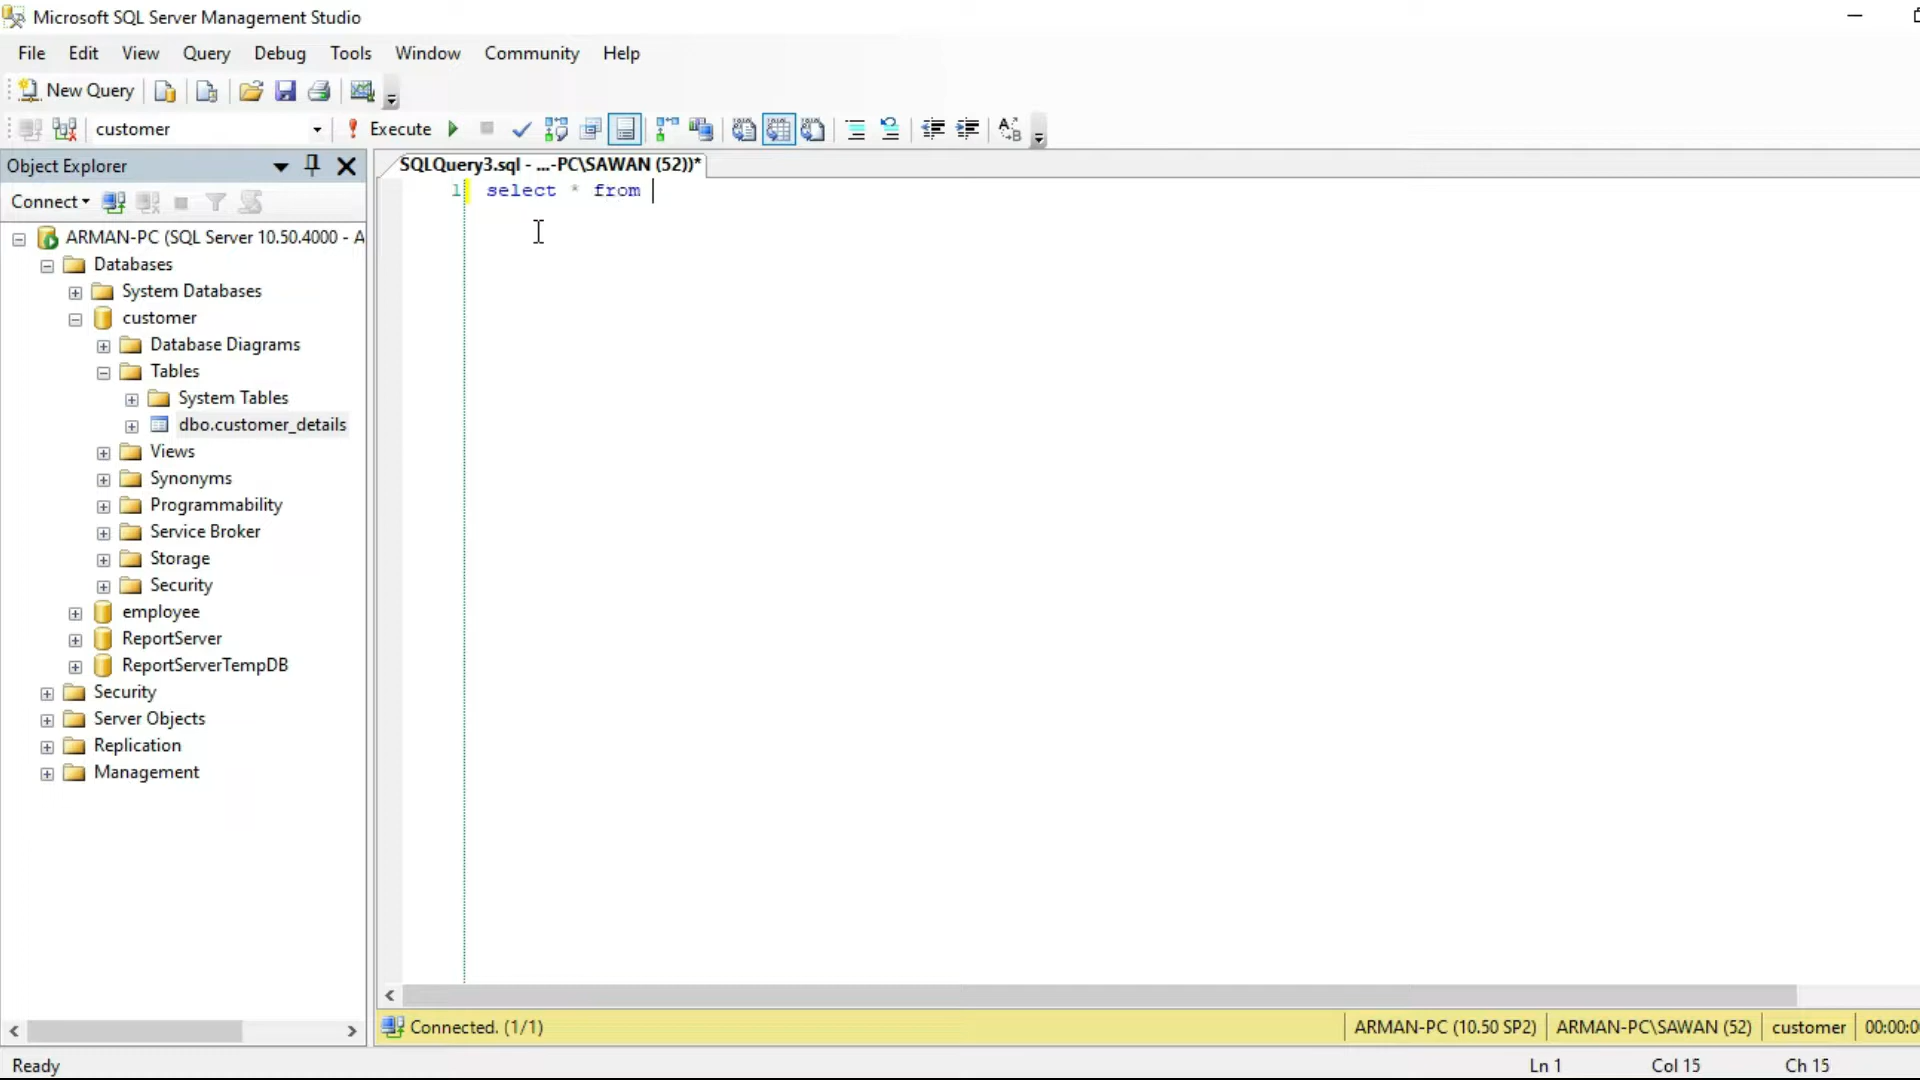 Microsoft SQL Server Management Studio
File Edit View Query Debug Tools Window Community Help
New Query
customer Execute
Object Explorer
SQLQuery3.sql - ...-PC\SAWAN (52))*
Connect
1 select * from
ARMAN-PC (SQL Server 10.50.4000 - A
Databases
System Databases
customer
Database Diagrams
Tables
System Tables
dbo.customer_details
Views
Synonyms
Programmability
Service Broker
Storage
Security
employee
ReportServer
ReportServerTempDB
Security
Server Objects
Replication
Management
Connected. (1/1) ARMAN-PC (10.50 SP2) ARMAN-PC\SAWAN (52) customer 00:00:0
Ready Ln 1 Col 15 Ch 15